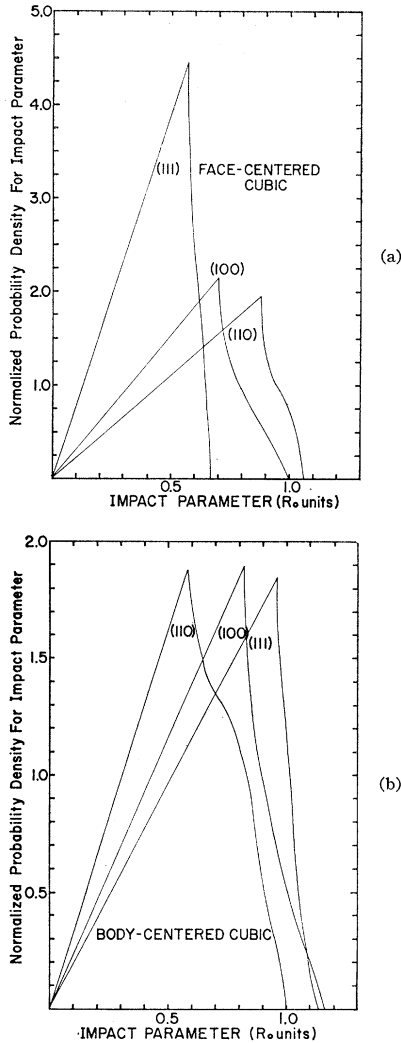 Normalized Probability Density For Impact Parameter
5.0
4.0
3.0
2.0
1.0
(111)
FACE-CENTERED
CUBIC
(100)
(110)
(a)
0.5
1.0
IMPACT PARAMETER (R₀ units)
Normalized Probability Density For Impact Parameter
2.0
1.5
1.0
0.5
(110)
(100)
(111)
(b)
BODY-CENTERED CUBIC
0.5
1.0
IMPACT PARAMETER (R₀ units)